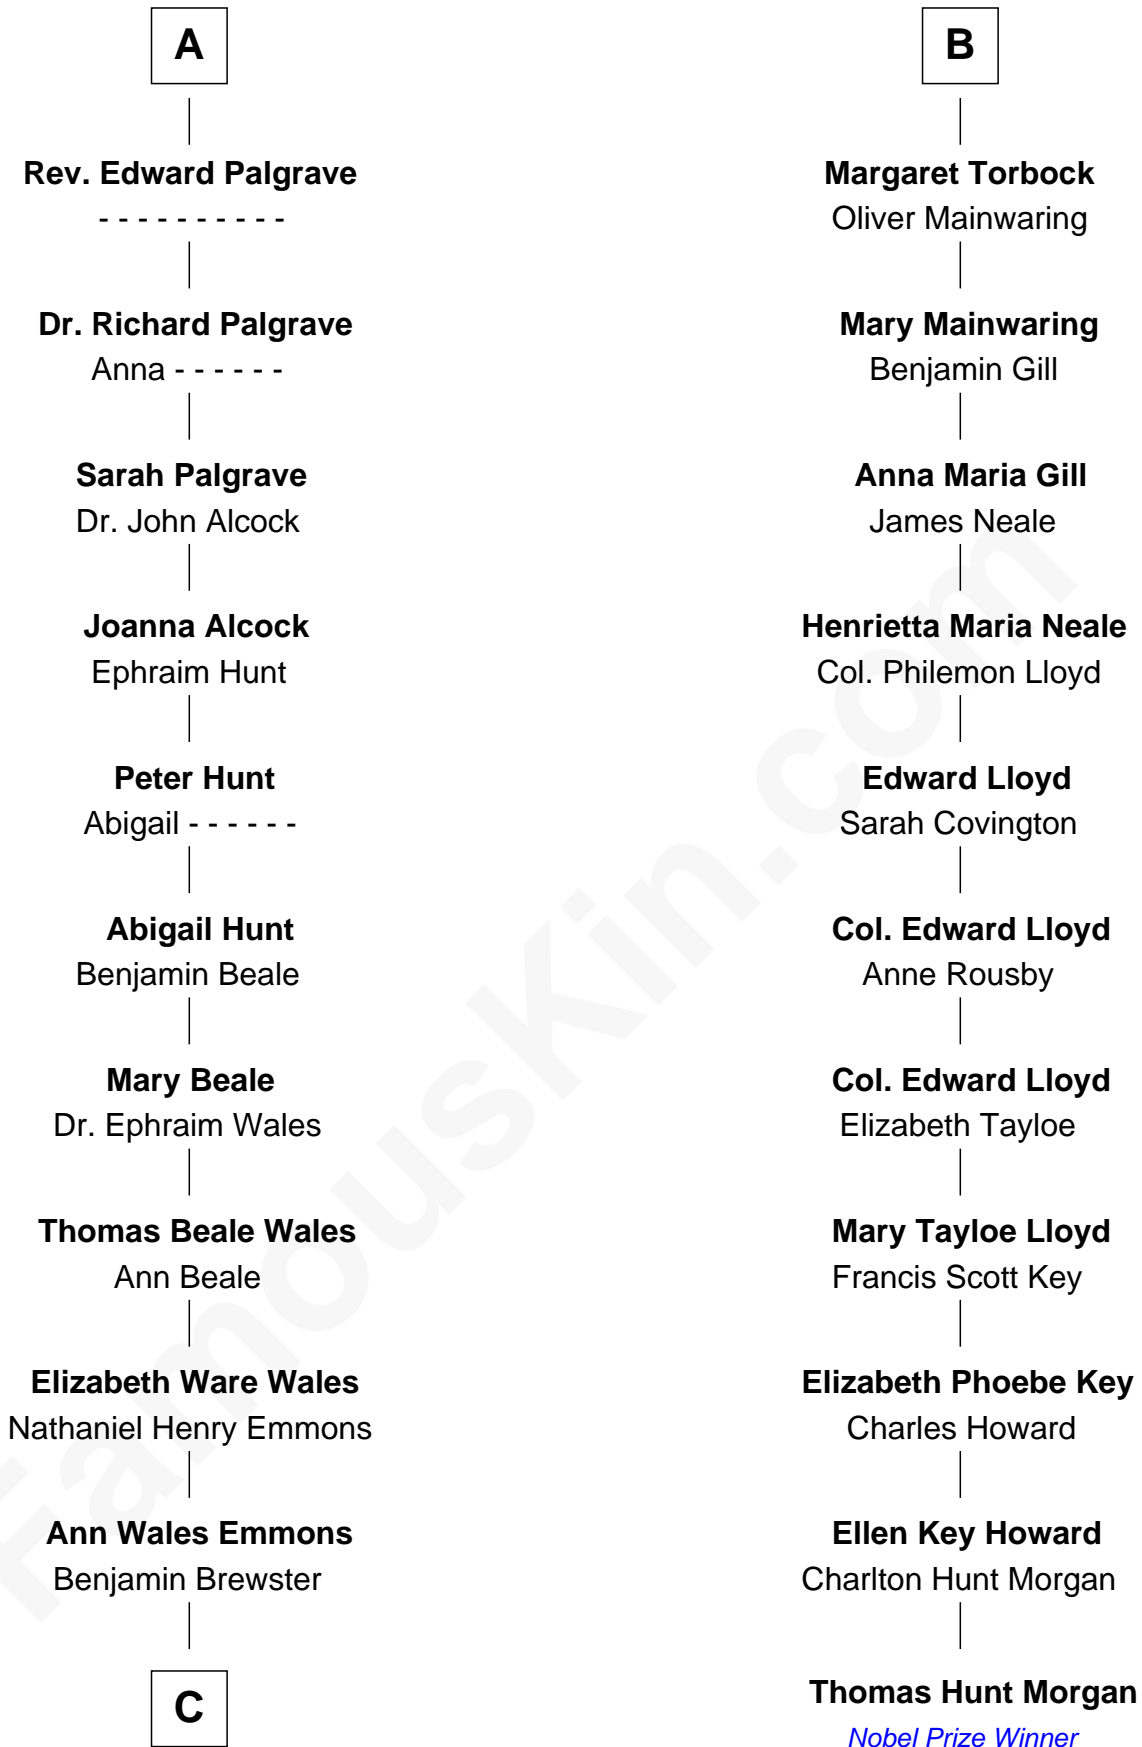 A
Rev. Edward Palgrave
- - - - - - - - - -
Dr. Richard Palgrave
Anna - - - - - -
Sarah Palgrave
Dr. John Alcock
Joanna Alcock
Ephraim Hunt
Peter Hunt
Abigail - - - - - -
Abigail Hunt
Benjamin Beale
Mary Beale
Dr. Ephraim Wales
Thomas Beale Wales
Ann Beale
Elizabeth Ware Wales
Nathaniel Henry Emmons
Ann Wales Emmons
Benjamin Brewster
C
B
Margaret Torbock
Oliver Mainwaring
Mary Mainwaring
Benjamin Gill
Anna Maria Gill
James Neale
Henrietta Maria Neale
Col. Philemon Lloyd
Edward Lloyd
Sarah Covington
Col. Edward Lloyd
Anne Rousby
Col. Edward Lloyd
Elizabeth Tayloe
Mary Tayloe Lloyd
Francis Scott Key
Elizabeth Phoebe Key
Charles Howard
Ellen Key Howard
Charlton Hunt Morgan
Thomas Hunt Morgan
Nobel Prize Winner
FamousKin.com